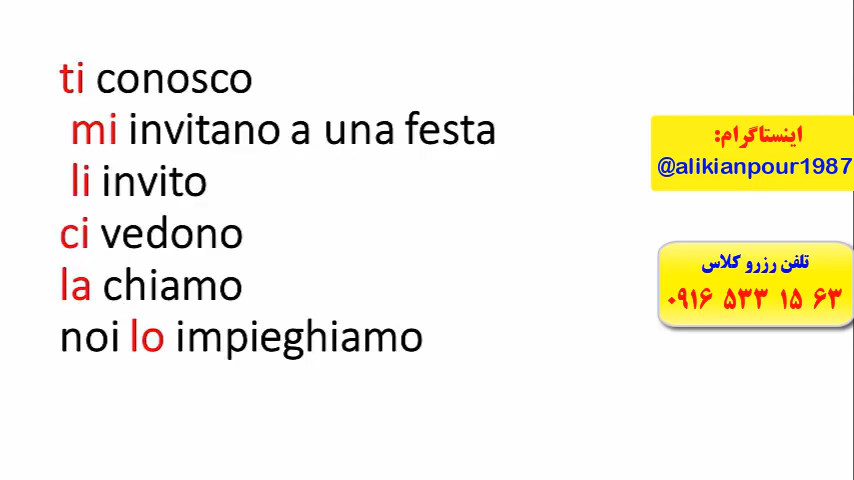 ti conosco
mi invitano a una festa
li invito
ci vedono
la chiamo
noi lo impieghiamo
اینستاگرام:
@alikianpour1987
تلفن رزرو کلاس
۰۹۱۶ ۵۳۳ ۱۵ ۶۳